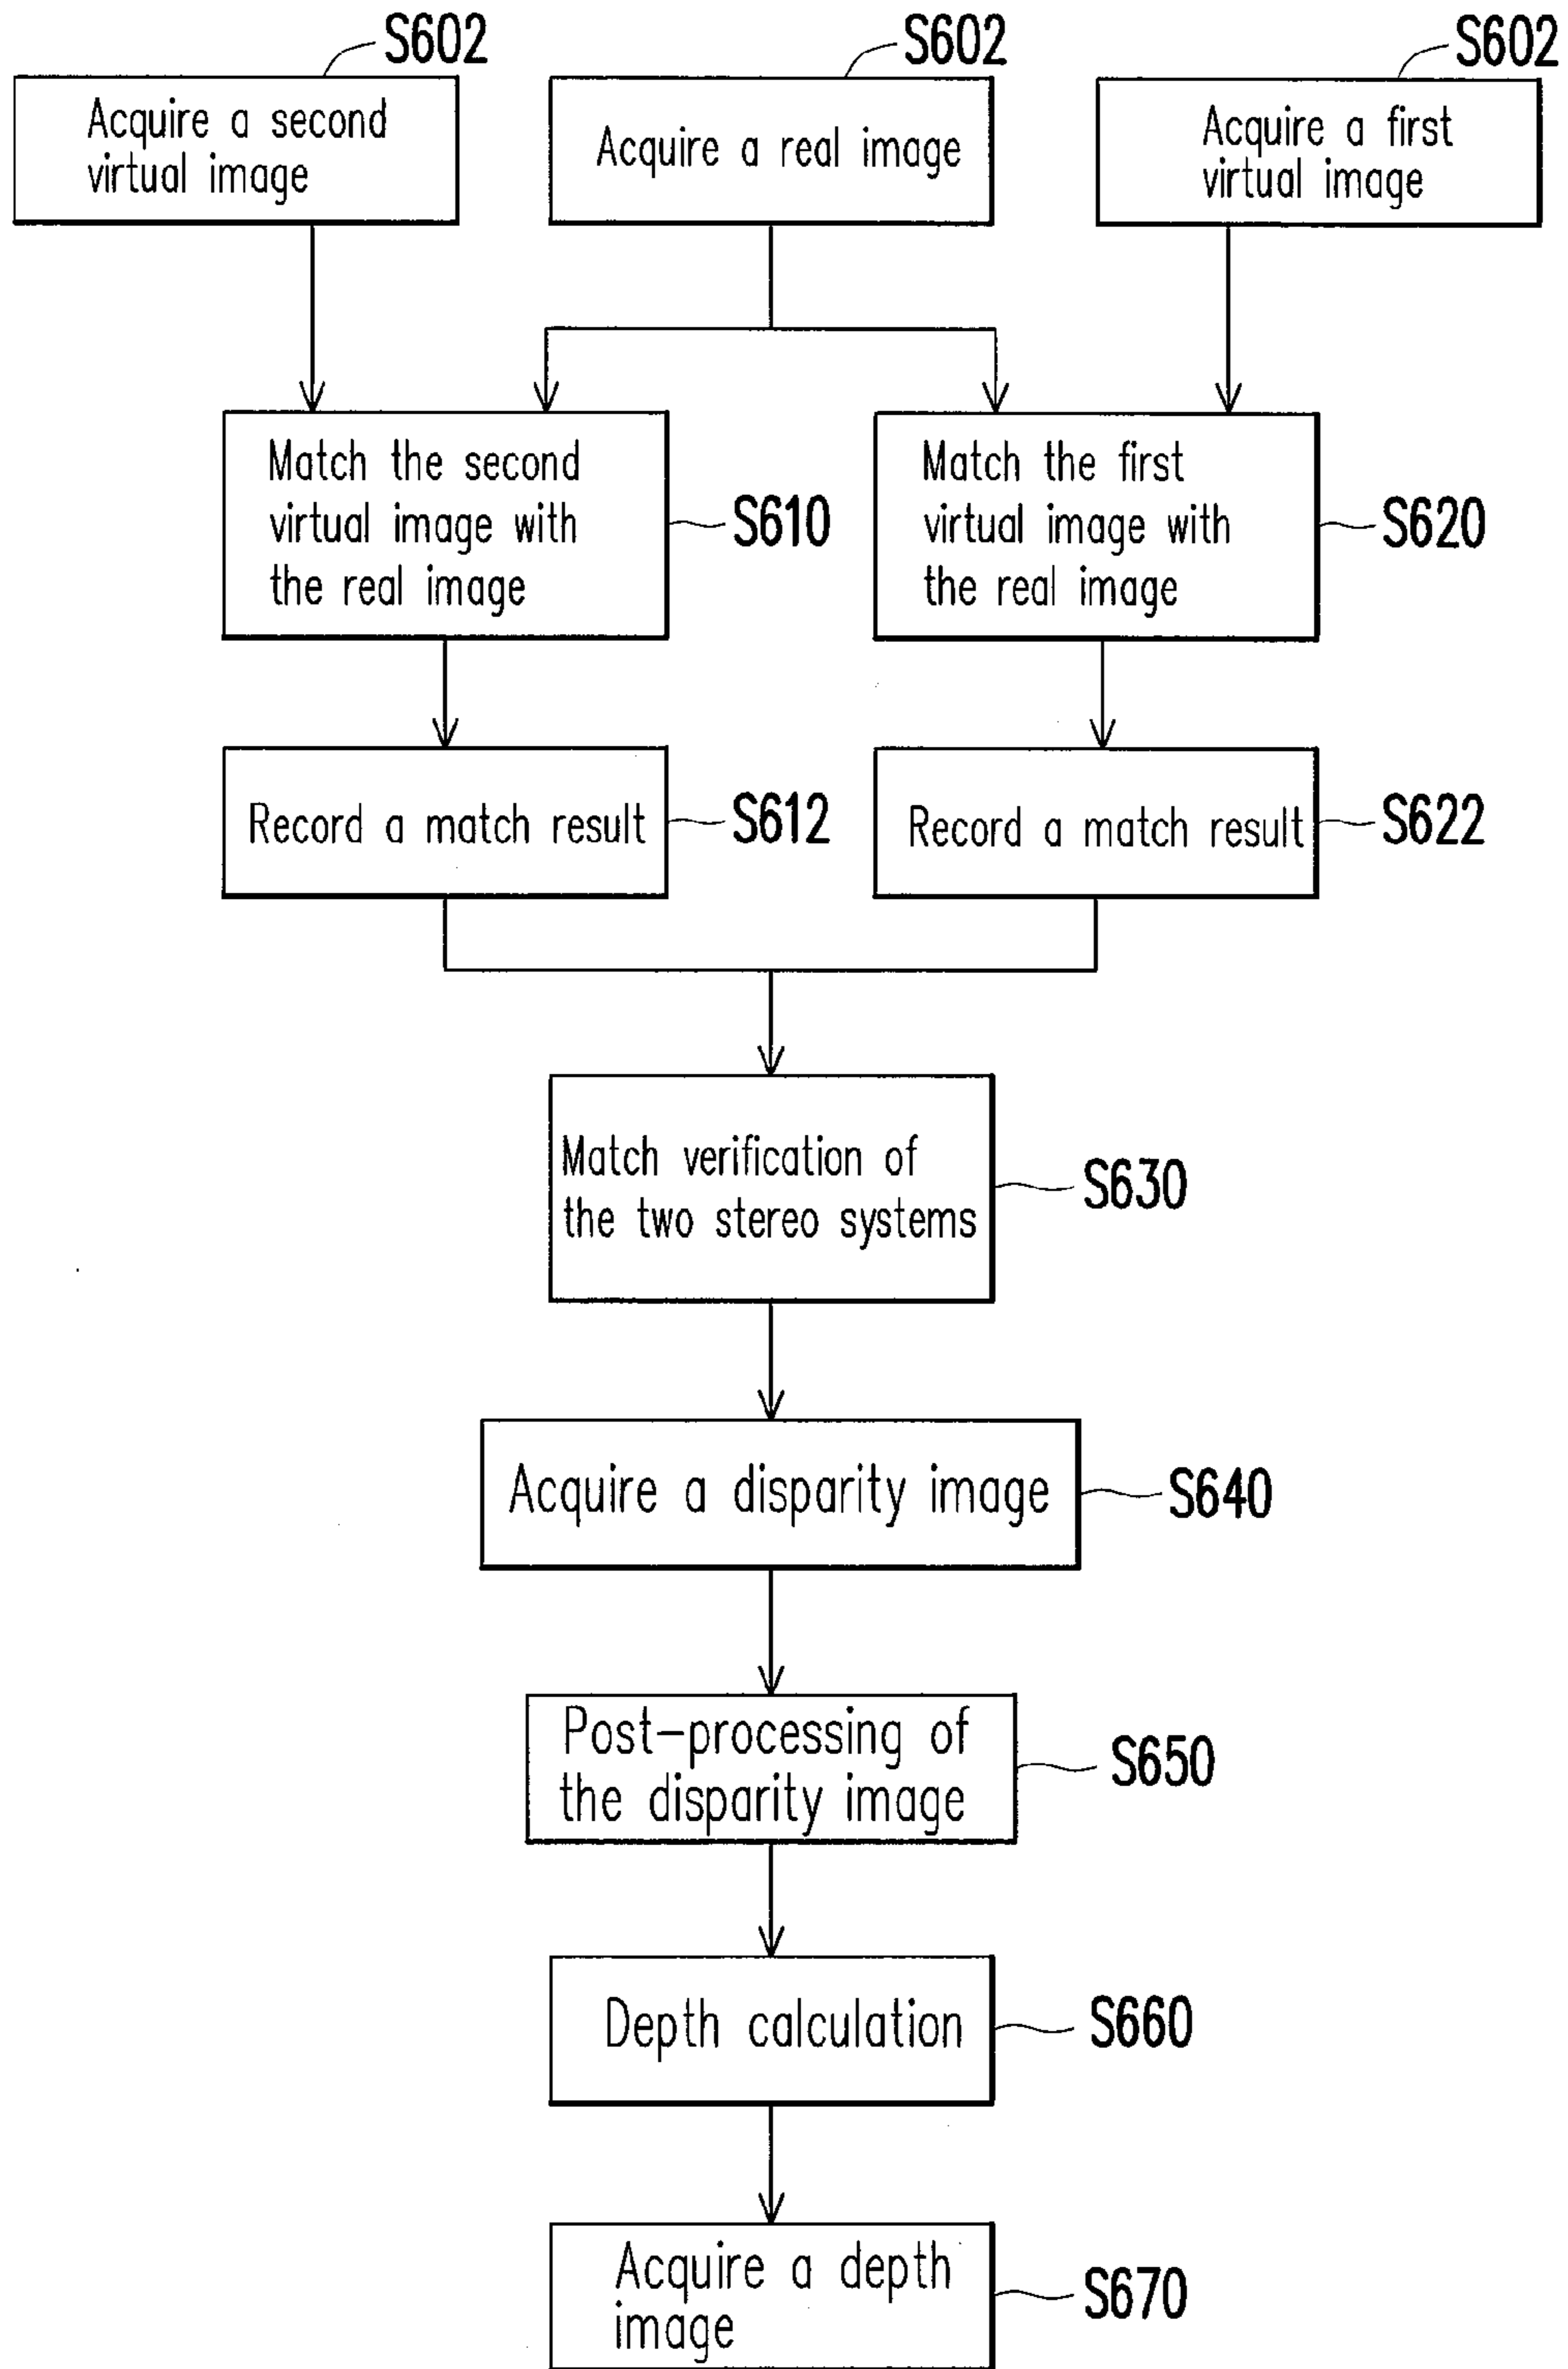 S602
S602
S602
Acquire a second
virtual image
Acquire a real image
Acquire a first
virtual image
Match the second
virtual image with
the real image
S610
Match the first
virtual image with
the real image
S620
Record a match result
S612
Record a match result
S622
Match verification of
the two stereo systems
S630
Acquire a disparity image
S640
Post-processing of
the disparity image
S650
Depth calculation
S660
Acquire a depth
image
S670